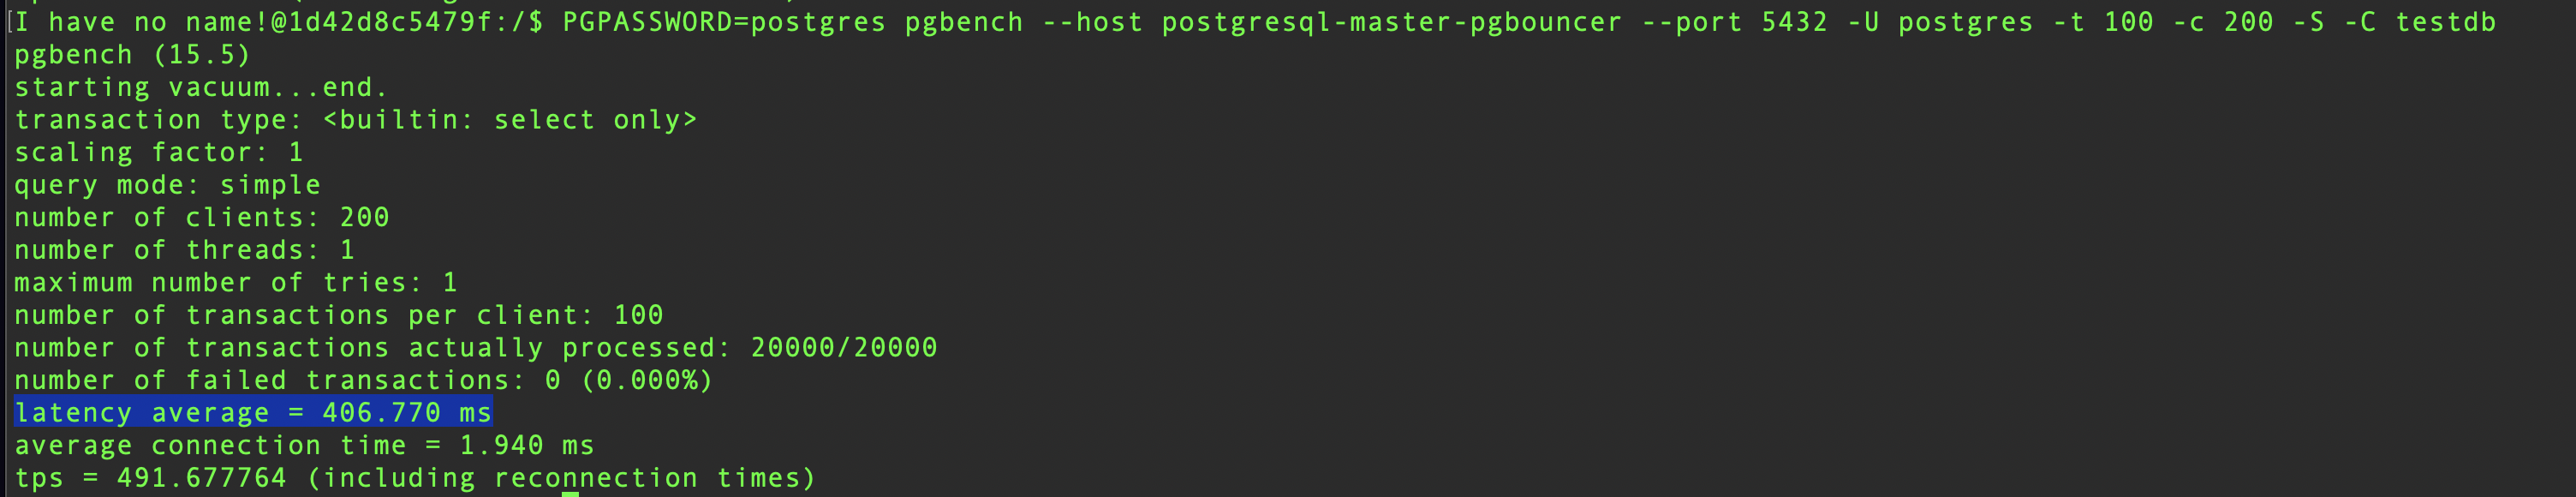 [I have no name!@1d42d8c5479f:/$ PGPASSWORD=postgres pgbench --host postgresql-master-pgbouncer --port 5432 -U postgres -t 100 -c 200 -S -C testdb
pgbench (15.5)
starting vacuum...end.
transaction type: <builtin: select only>
scaling factor: 1
query mode: simple
number of clients: 200
number of threads: 1
maximum number of tries: 1
number of transactions per client: 100
number of transactions actually processed: 20000/20000
number of failed transactions: 0 (0.000%)
latency average = 406.770 ms
average connection time = 1.940 ms
tps = 491.677764 (including reconnection times)